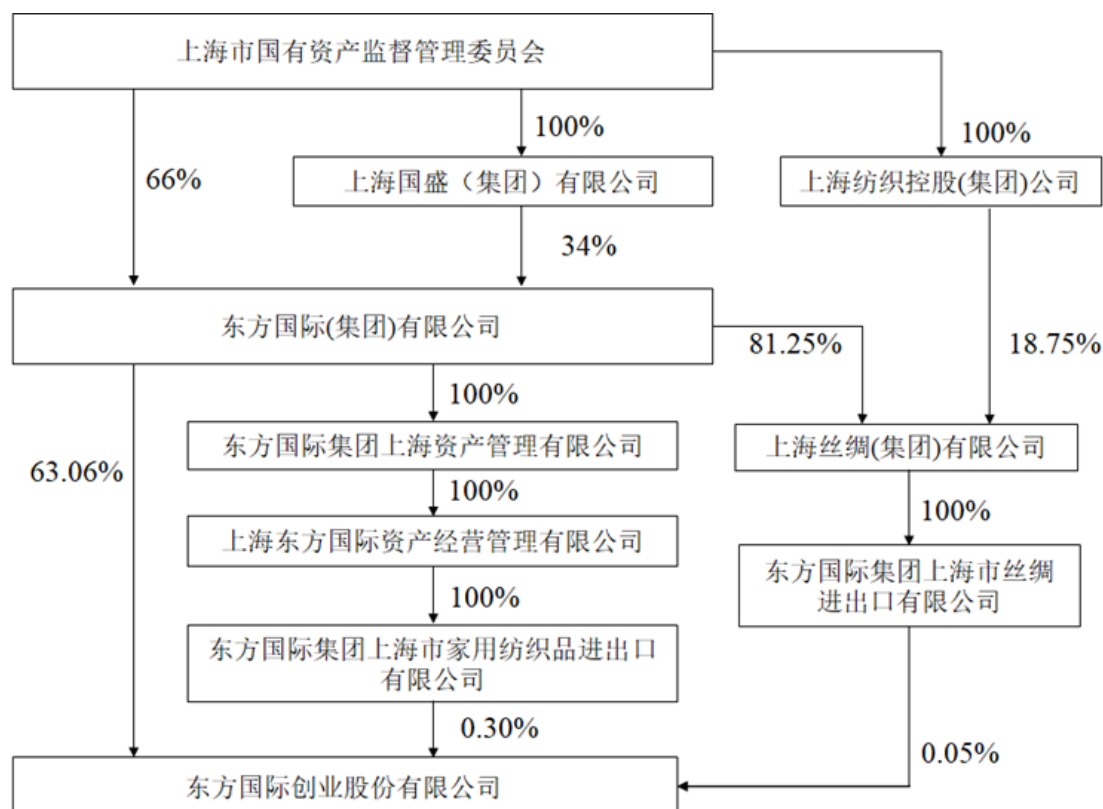 上海市国有资产监督管理委员会
100%
100%
66%
上海国盛（集团）有限公司
上海纺织控股(集团)公司
34%
东方国际(集团)有限公司
81.25%
18.75%
100%
东方国际集团上海资产管理有限公司
上海丝绸(集团)有限公司
63.06%
100%
100%
上海东方国际资产经营管理有限公司
东方国际集团上海市丝绸
进出口有限公司
100%
东方国际集团上海市家用纺织品进出口
有限公司
0.30%
0.05%
东方国际创业股份有限公司